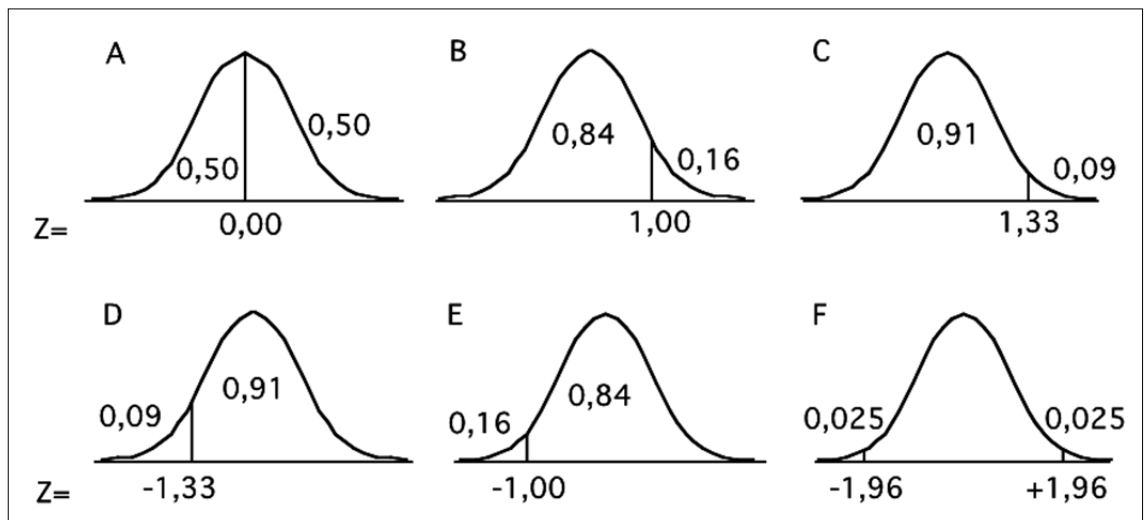 A B C
0,50 0,50 0,84 0,16 0,91 0,09
Z= 0,00 1,00 1,33
D E F
0,09 0,91 0,16 0,84 0,025 0,025
Z= -1,33 -1,00 -1,96 +1,96